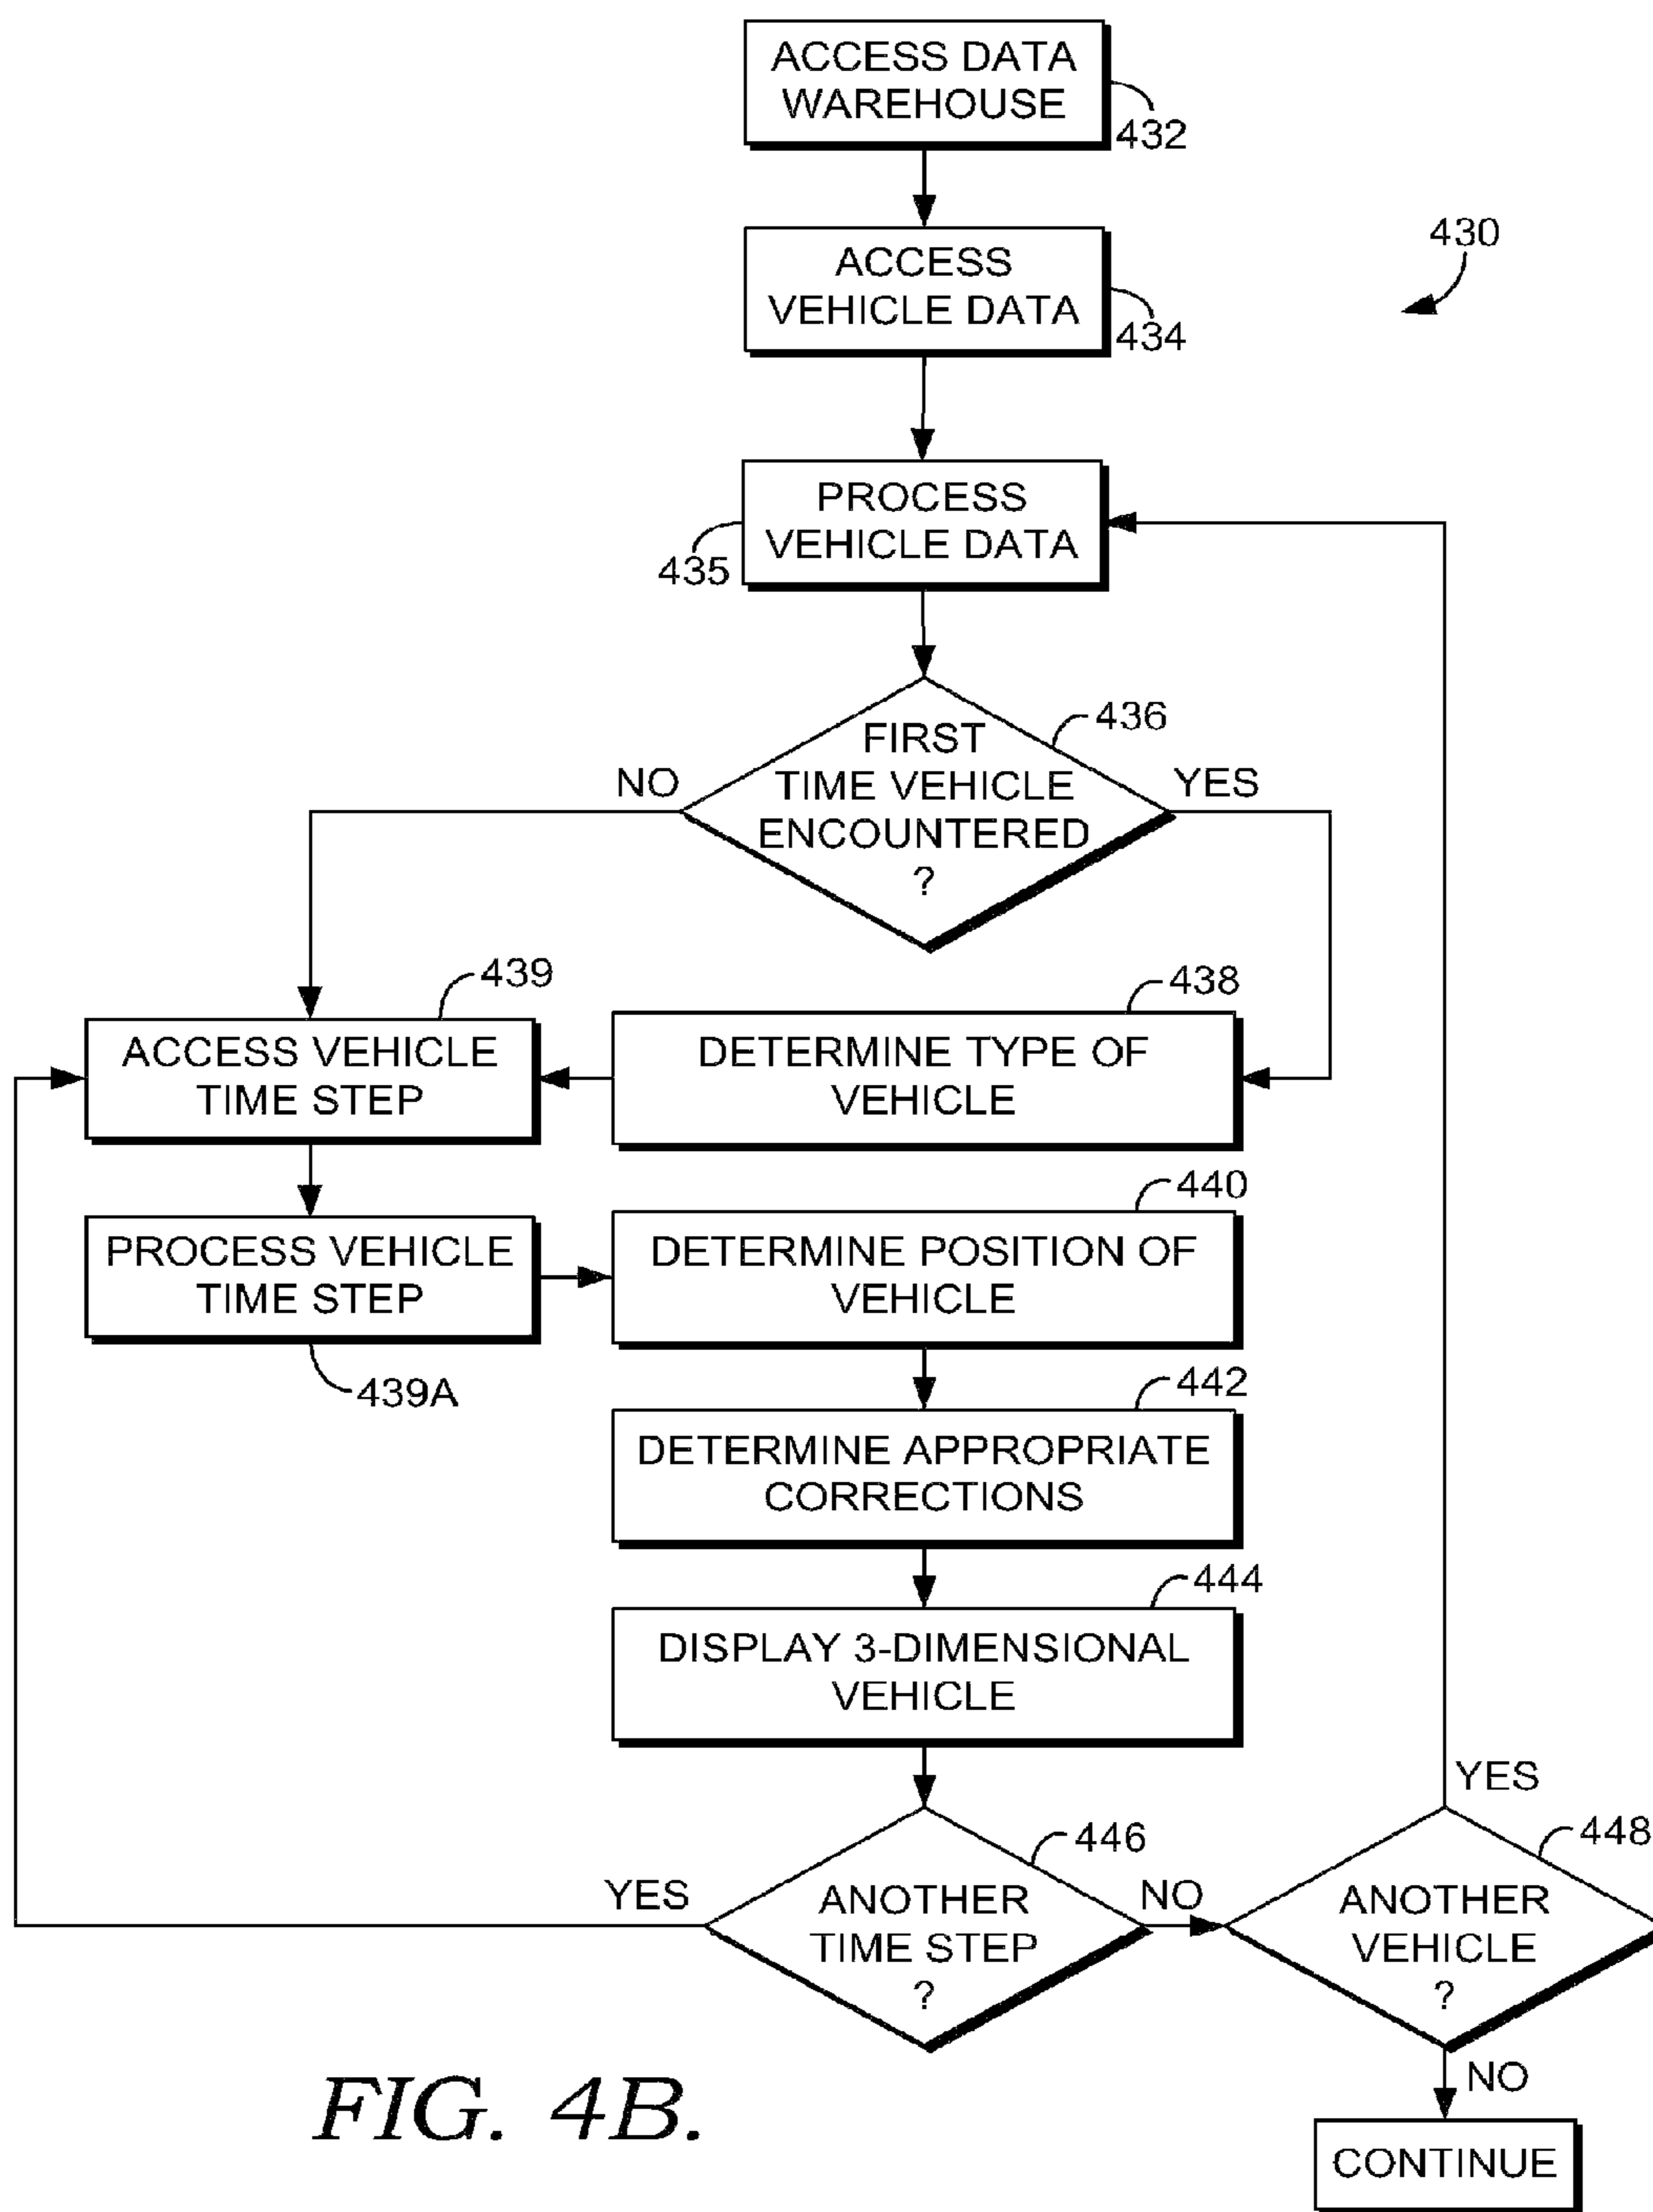 ACCESS DATA
WAREHOUSE
432
ACCESS
VEHICLE DATA
434
430
PROCESS
VEHICLE DATA
435
436
FIRST
TIME VEHICLE
ENCOUNTERED
?
NO
YES
439
438
ACCESS VEHICLE
TIME STEP
DETERMINE TYPE OF
VEHICLE
440
PROCESS VEHICLE
TIME STEP
439A
DETERMINE POSITION OF
VEHICLE
442
DETERMINE APPROPRIATE
CORRECTIONS
444
DISPLAY 3-DIMENSIONAL
VEHICLE
YES
446
448
YES
ANOTHER
TIME STEP
?
NO
ANOTHER
VEHICLE
?
NO
FIG. 4B.
CONTINUE